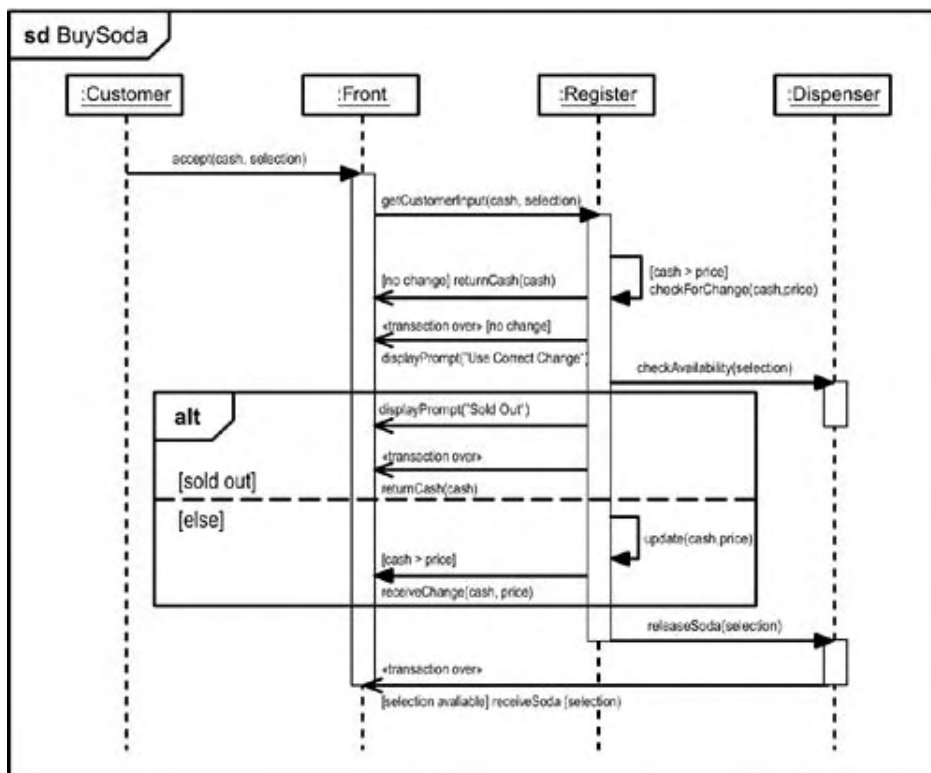 sd BuySoda
:Customer
:Front
:Register
:Dispenser
accept(cash, selection)
getCustomerInput(cash, selection)
[cash > price]
checkForChange(cash,price)
[no change] returnCash(cash)
«transaction over» [no change]
displayPrompt("Use Correct Change")
checkAvailability(selection)
alt
displayPrompt("Sold Out")
«transaction over»
[sold out]
returnCash(cash)
[else]
update(cash,price)
[cash > price]
receiveChange(cash, price)
releaseSoda(selection)
«transaction over»
[selection avaliable] receiveSoda (selection)